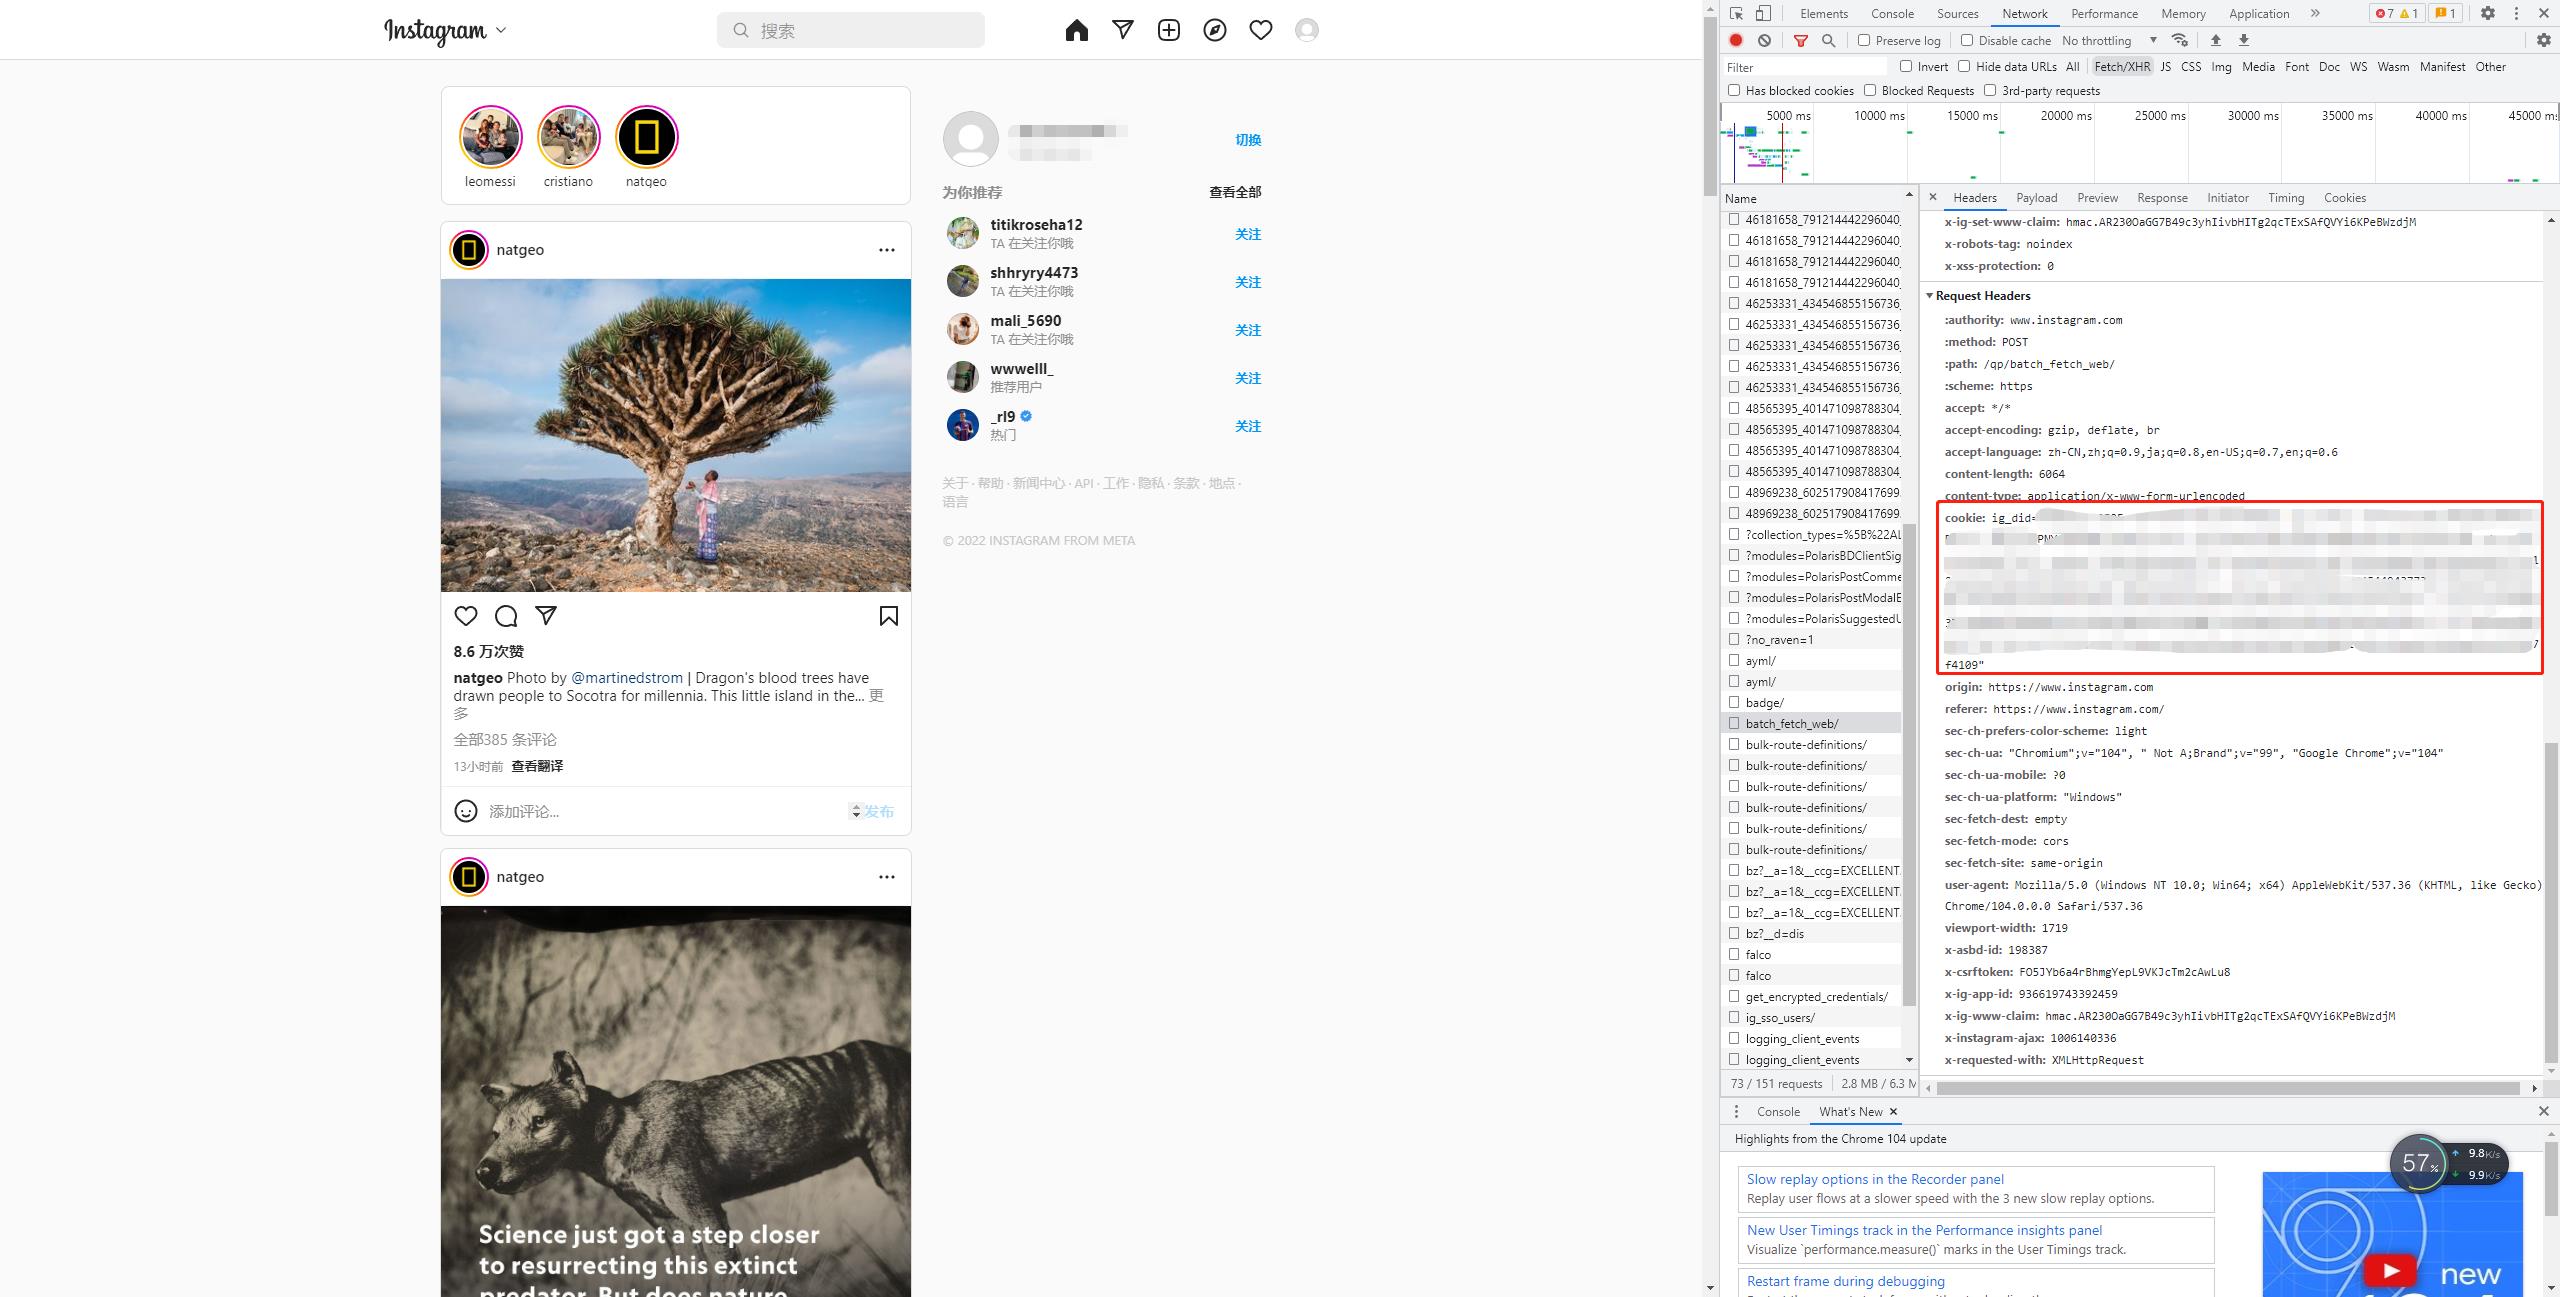 Instagram
搜索
leomessi
cristiano
natgeo
natgeo
8.6 万次赞
natgeo Photo by @martinedstrom | Dragon's blood trees have
drawn people to Socotra for millennia. This little island in the... 更
多
全部385 条评论
13小时前 查看翻译
添加评论...
发布
natgeo
Science just got a step closer
to resurrecting this extinct
predator. But does nature
切换
为你推荐
查看全部
titikroseha12
TA 在关注你哦
关注
shhryry4473
TA 在关注你哦
关注
mali_5690
TA 在关注你哦
关注
wwwelll_
推荐用户
关注
_rl9
热门
关注
关于 · 帮助 · 新闻中心 · API · 工作 · 隐私 · 条款 · 地点 ·
语言
© 2022 INSTAGRAM FROM META
Elements Console Sources Network Performance Memory Application » 7 1 1
Preserve log Disable cache No throttling
Filter Invert Hide data URLs All Fetch/XHR JS CSS Img Media Font Doc WS Wasm Manifest Other
Has blocked cookies Blocked Requests 3rd-party requests
5000 ms 10000 ms 15000 ms 20000 ms 25000 ms 30000 ms 35000 ms 40000 ms 45000 m
Name
46181658_791214442296040_
46181658_791214442296040_
46181658_791214442296040_
46181658_791214442296040_
46253331_434546855156736_
46253331_434546855156736_
46253331_434546855156736_
46253331_434546855156736_
46253331_434546855156736_
48565395_401471098788304_
48565395_401471098788304_
48565395_401471098788304_
48565395_401471098788304_
48969238_602517908417699
48969238_602517908417699
?collection_types=%5B%22AL
?modules=PolarisBDClientSig
?modules=PolarisPostComme
?modules=PolarisPostModalE
?modules=PolarisSuggestedU
?no_raven=1
ayml/
ayml/
badge/
batch_fetch_web/
bulk-route-definitions/
bulk-route-definitions/
bulk-route-definitions/
bulk-route-definitions/
bulk-route-definitions/
bulk-route-definitions/
bz?__a=1&__ccg=EXCELLENT
bz?__a=1&__ccg=EXCELLENT
bz?__a=1&__ccg=EXCELLENT
bz?__d=dis
falco
falco
get_encrypted_credentials/
ig_sso_users/
logging_client_events
logging_client_events
73 / 151 requests 2.8 MB / 6.3 M
Headers Payload Preview Response Initiator Timing Cookies
x-ig-set-www-claim: hmac.AR230OaGG7B49c3yhIivbHITg2qcTExSAfQVYi6KPeBWzdjM
x-robots-tag: noindex
x-xss-protection: 0
Request Headers
:authority: www.instagram.com
:method: POST
:path: /qp/batch_fetch_web/
:scheme: https
accept: */*
accept-encoding: gzip, deflate, br
accept-language: zh-CN,zh;q=0.9,ja;q=0.8,en-US;q=0.7,en;q=0.6
content-length: 6064
content-type: application/x-www-form-urlencoded
cookie: ig_did=
f4109"
origin: https://www.instagram.com
referer: https://www.instagram.com/
sec-ch-prefers-color-scheme: light
sec-ch-ua: "Chromium";v="104", " Not A;Brand";v="99", "Google Chrome";v="104"
sec-ch-ua-mobile: ?0
sec-ch-ua-platform: "Windows"
sec-fetch-dest: empty
sec-fetch-mode: cors
sec-fetch-site: same-origin
user-agent: Mozilla/5.0 (Windows NT 10.0; Win64; x64) AppleWebKit/537.36 (KHTML, like Gecko)
Chrome/104.0.0.0 Safari/537.36
viewport-width: 1719
x-asbd-id: 198387
x-csrftoken: FO5JYb6a4rBhmgYepL9VKJcTm2cAwLu8
x-ig-app-id: 936619743392459
x-ig-www-claim: hmac.AR230OaGG7B49c3yhIivbHITg2qcTExSAfQVYi6KPeBWzdjM
x-instagram-ajax: 1006140336
x-requested-with: XMLHttpRequest
Console What's New
Highlights from the Chrome 104 update
Slow replay options in the Recorder panel
Replay user flows at a slower speed with the 3 new slow replay options.
New User Timings track in the Performance insights panel
Visualize `performance.measure()` marks in the User Timings track.
Restart frame during debugging
57%
9.8K/s
9.9K/s
new